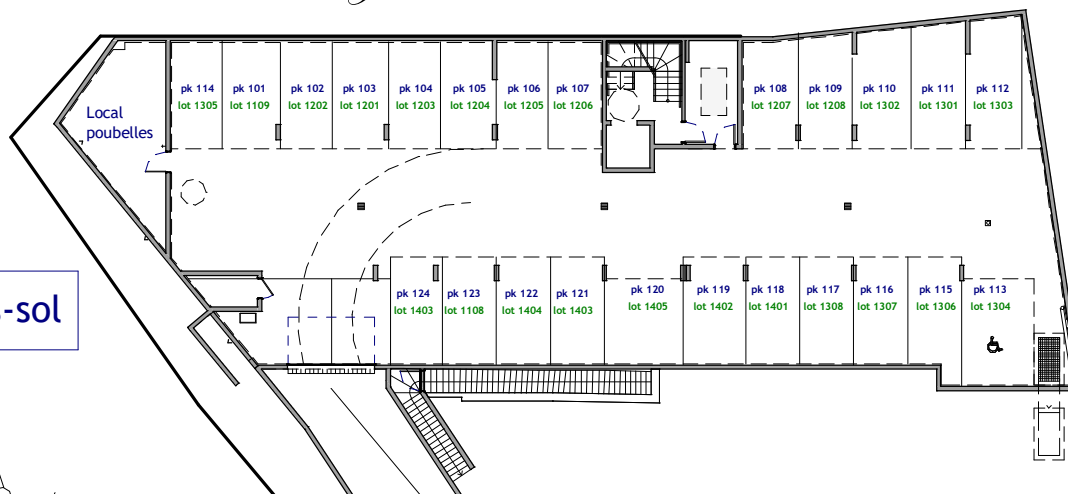 pk 114
lot 1305
pk 101
lot 1109
pk 102
lot 1202
pk 103
lot 1201
pk 104
lot 1203
pk 105
lot 1204
pk 106
lot 1205
pk 107
lot 1206
pk 108
lot 1207
pk 109
lot 1208
pk 110
lot 1302
pk 111
lot 1301
pk 112
lot 1303
Local
poubelles
-sol
pk 124
lot 1403
pk 123
lot 1108
pk 122
lot 1404
pk 121
lot 1403
pk 120
lot 1405
pk 119
lot 1402
pk 118
lot 1401
pk 117
lot 1308
pk 116
lot 1307
pk 115
lot 1306
pk 113
lot 1304